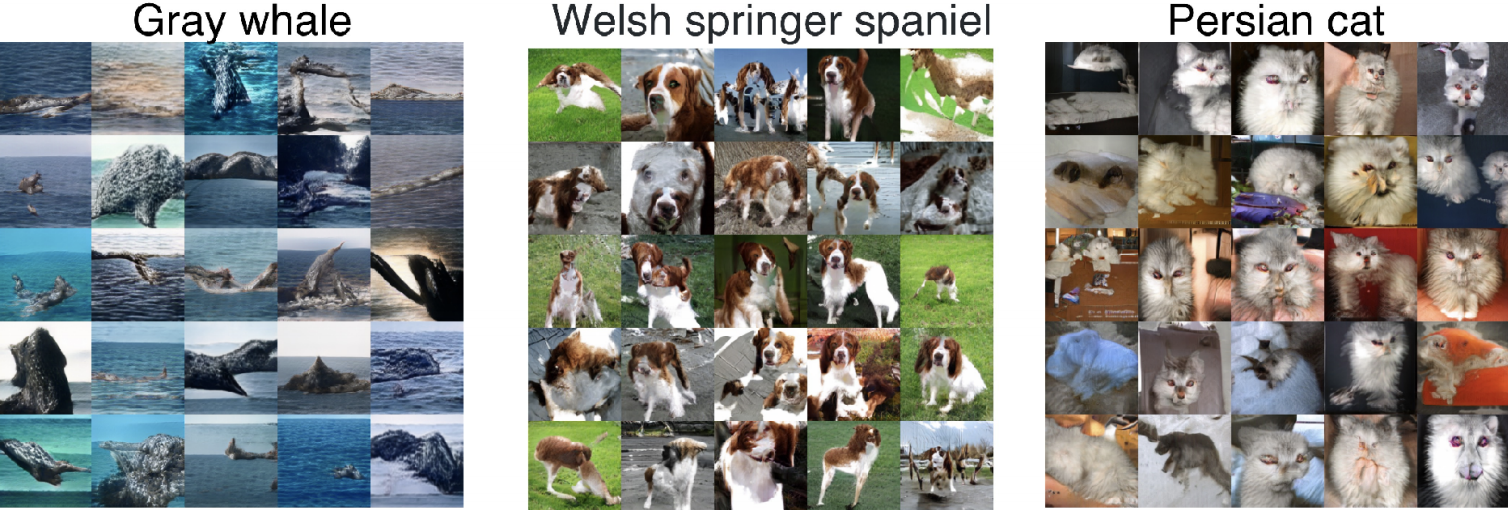 Gray whale
Welsh springer spaniel
Persian cat